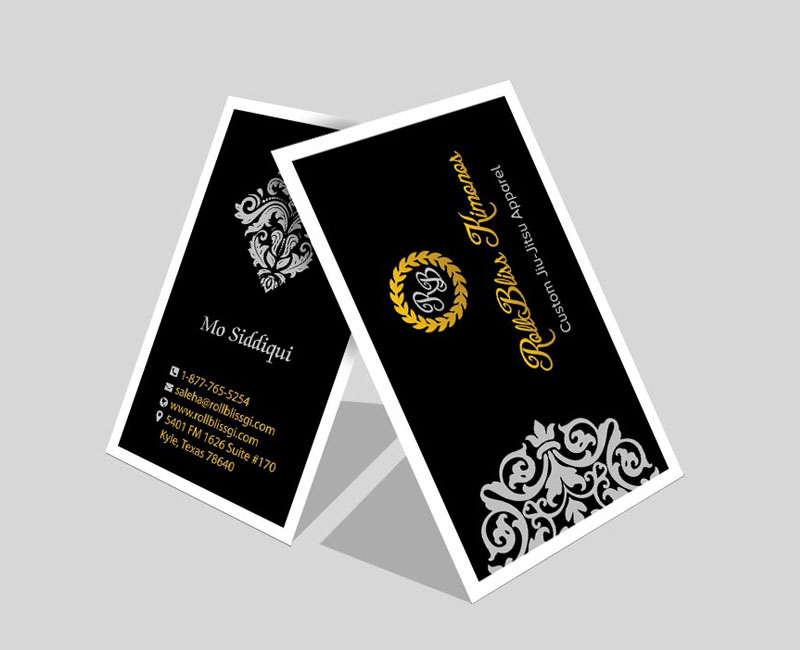 Mo Siddiqui
1-877-765-5254
saleha@rollblissgi.com
www.rollblissgi.com
5401 FM 1626 Suite #170
Kyle, Texas 78640
RB
RollBliss Kimonos
Custom Jiu-Jitsu Apparel